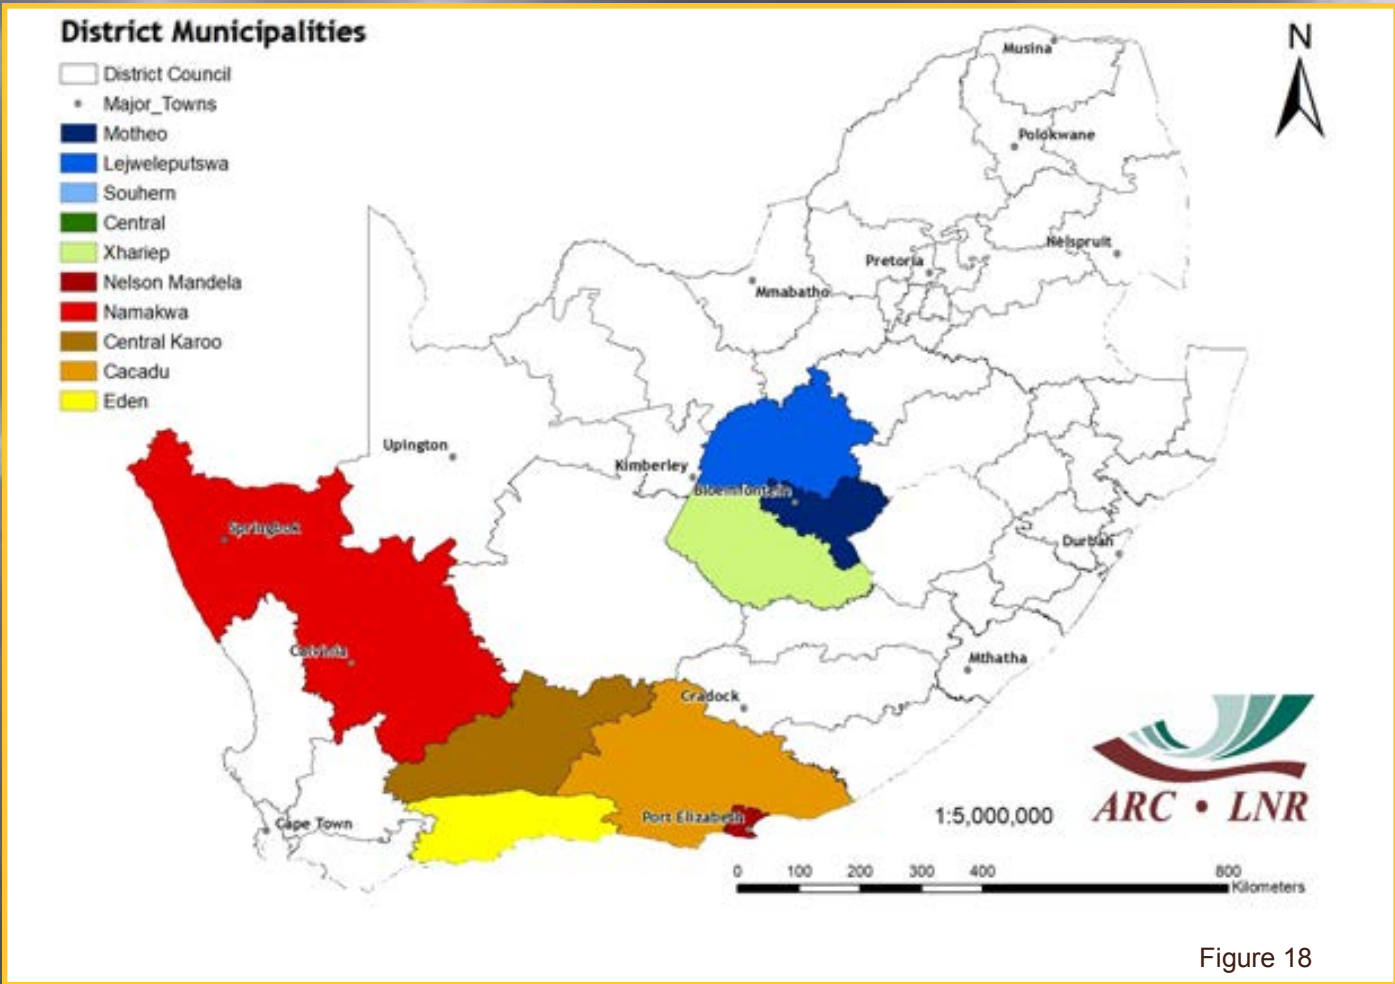 District Municipalities
District Council
Major_Towns
Motheo
Lejweleputswa
Souhern
Central
Xhariep
Nelson Mandela
Namakwa
Central Karoo
Cacadu
Eden
N
Musina
Polokwane
Nelspruit
Pretoria
Mmabatho
Upington
Kimberley
Bloemfontein
Springbok
Durban
Calvinia
Mthatha
Cradock
Port Elizabeth
Cape Town
1:5,000,000
ARC • LNR
0 100 200 300 400 800
Kilometers
Figure 18